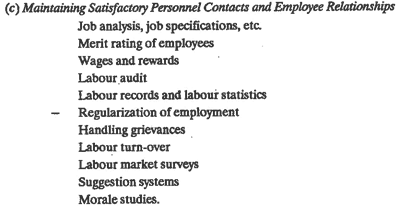 (c) Maintaining Satisfactory Personnel Contacts and Employee Relationships
Job analysis, job specifications, etc.
Merit rating of employees
Wages and rewards
Labour audit
Labour records and labour statistics
– Regularization of employment
Handling grievances
Labour turn-over
Labour market surveys
Suggestion systems
Morale studies.